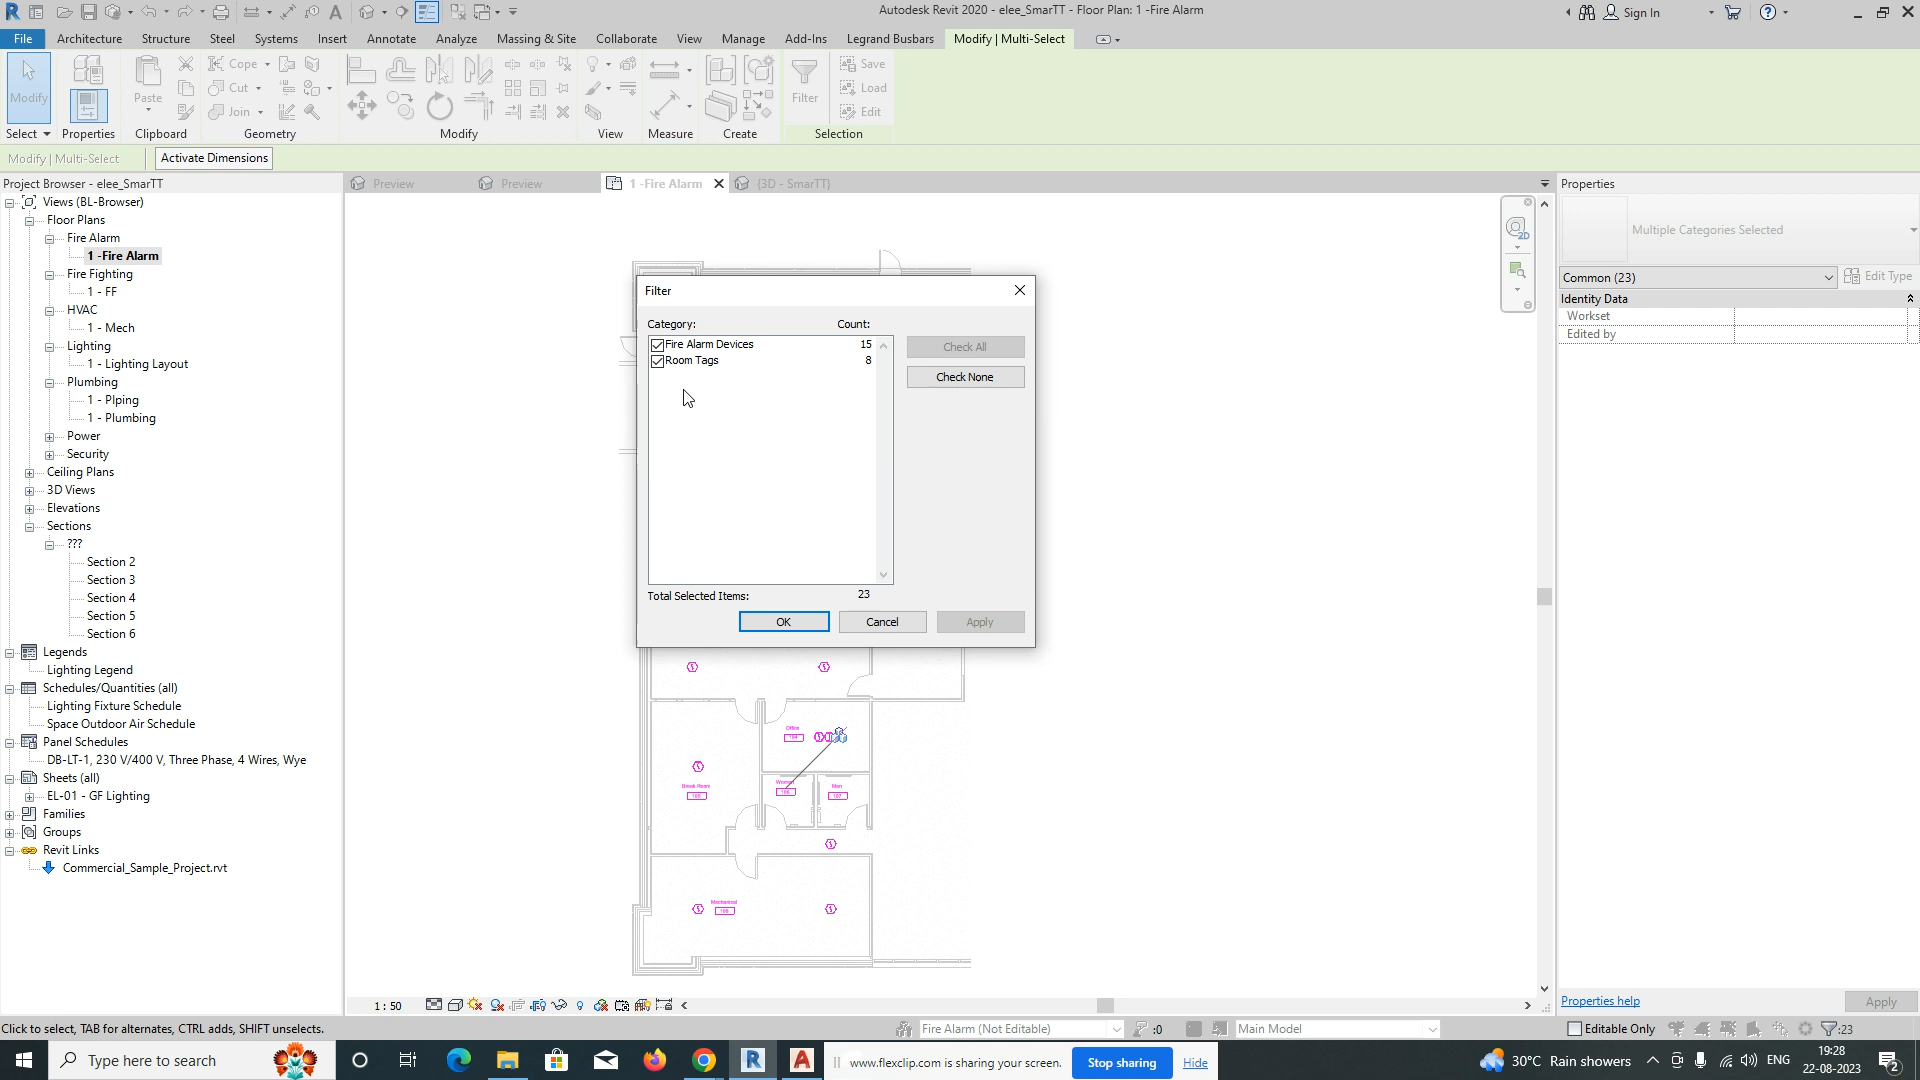 Autodesk Revit 2020 - elee_SmarTT - Floor Plan: 1 -Fire Alarm
Sign In
File Architecture Structure Steel Systems Insert Annotate Analyze Massing & Site Collaborate View Manage Add-Ins Legrand Busbars Modify | Multi-Select
Cope Save
Cut Load
Modify Paste Filter
Join Edit
Select Properties Clipboard Geometry Modify View Measure Create Selection
Modify | Multi-Select Activate Dimensions
Project Browser - elee_SmarTT
Views (BL-Browser)
Floor Plans
Fire Alarm
1 -Fire Alarm
Fire Fighting
1 - FF
HVAC
1 - Mech
Lighting
1 - Lighting Layout
Plumbing
1 - PIping
1 - Plumbing
Power
Security
Ceiling Plans
3D Views
Elevations
Sections
???
Section 2
Section 3
Section 4
Section 5
Section 6
Legends
Lighting Legend
Schedules/Quantities (all)
Lighting Fixture Schedule
Space Outdoor Air Schedule
Panel Schedules
DB-LT-1, 230 V/400 V, Three Phase, 4 Wires, Wye
Sheets (all)
EL-01 - GF Lighting
Families
Groups
Revit Links
Commercial_Sample_Project.rvt
Preview Preview 1 -Fire Alarm {3D - SmarTT}
2D
Filter
Category: Count:
Fire Alarm Devices 15
Room Tags 8
Check All
Check None
Total Selected Items: 23
OK Cancel Apply
Office
104
Break Room
Women
106
Men
107
Mechanical
Properties
Multiple Categories Selected
Common (23) Edit Type
Identity Data
Workset
Edited by
Properties help Apply
1 : 50
Click to select, TAB for alternates, CTRL adds, SHIFT unselects. Fire Alarm (Not Editable) :0 Main Model Editable Only :23
Type here to search
www.flexclip.com is sharing your screen. Stop sharing Hide
30°C Rain showers ENG
19:28
22-08-2023
2